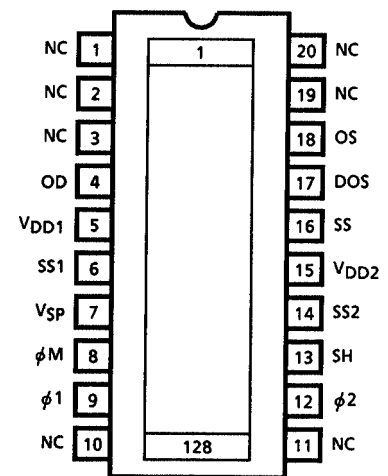 NC 1 1 20 NC
NC 2 19 NC
NC 3 18 OS
OD 4 17 DOS
VDD1 5 16 SS
SS1 6 15 VDD2
VSP 7 14 SS2
ϕM 8 13 SH
ϕ1 9 12 ϕ2
NC 10 128 11 NC